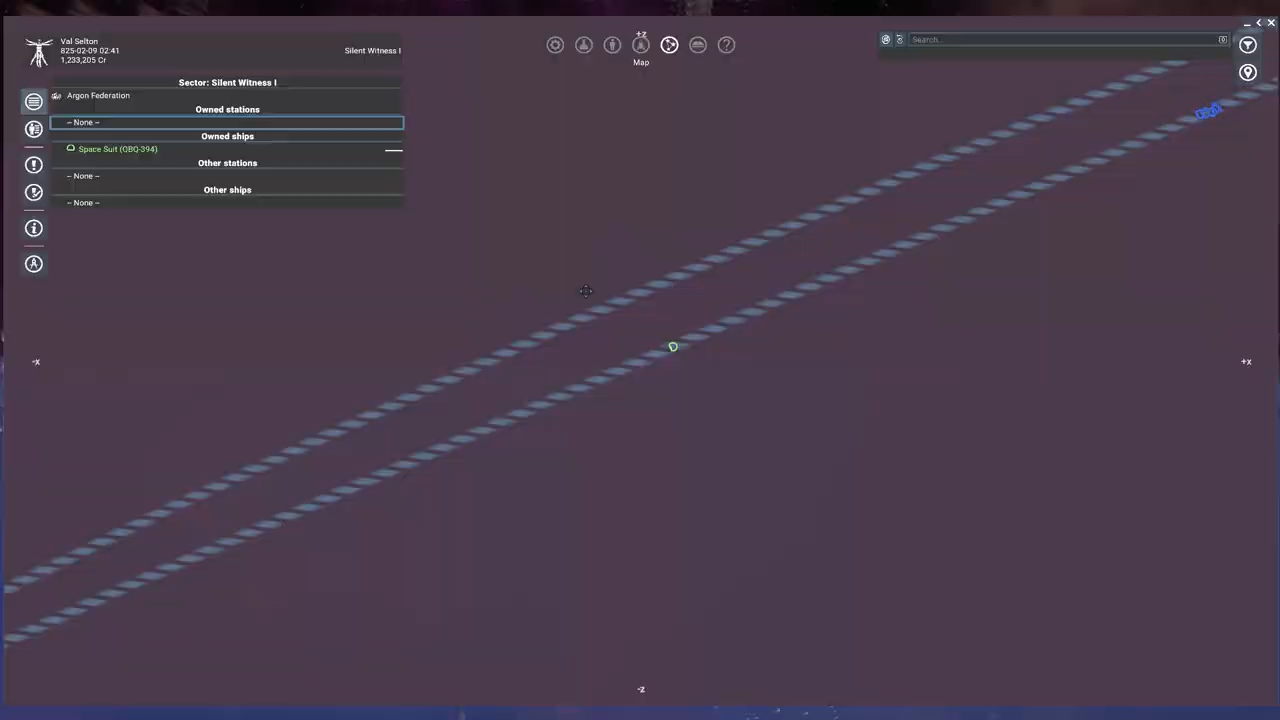 Val Selton
825-02-09 02:41
1,233,205 Cr
Silent Witness I
+z
Map
Search...
Sector: Silent Witness I
Argon Federation
Owned stations
-- None --
Owned ships
Space Suit (OBQ-394)
Other stations
-- None --
Other ships
-- None --
-x
+x
-z